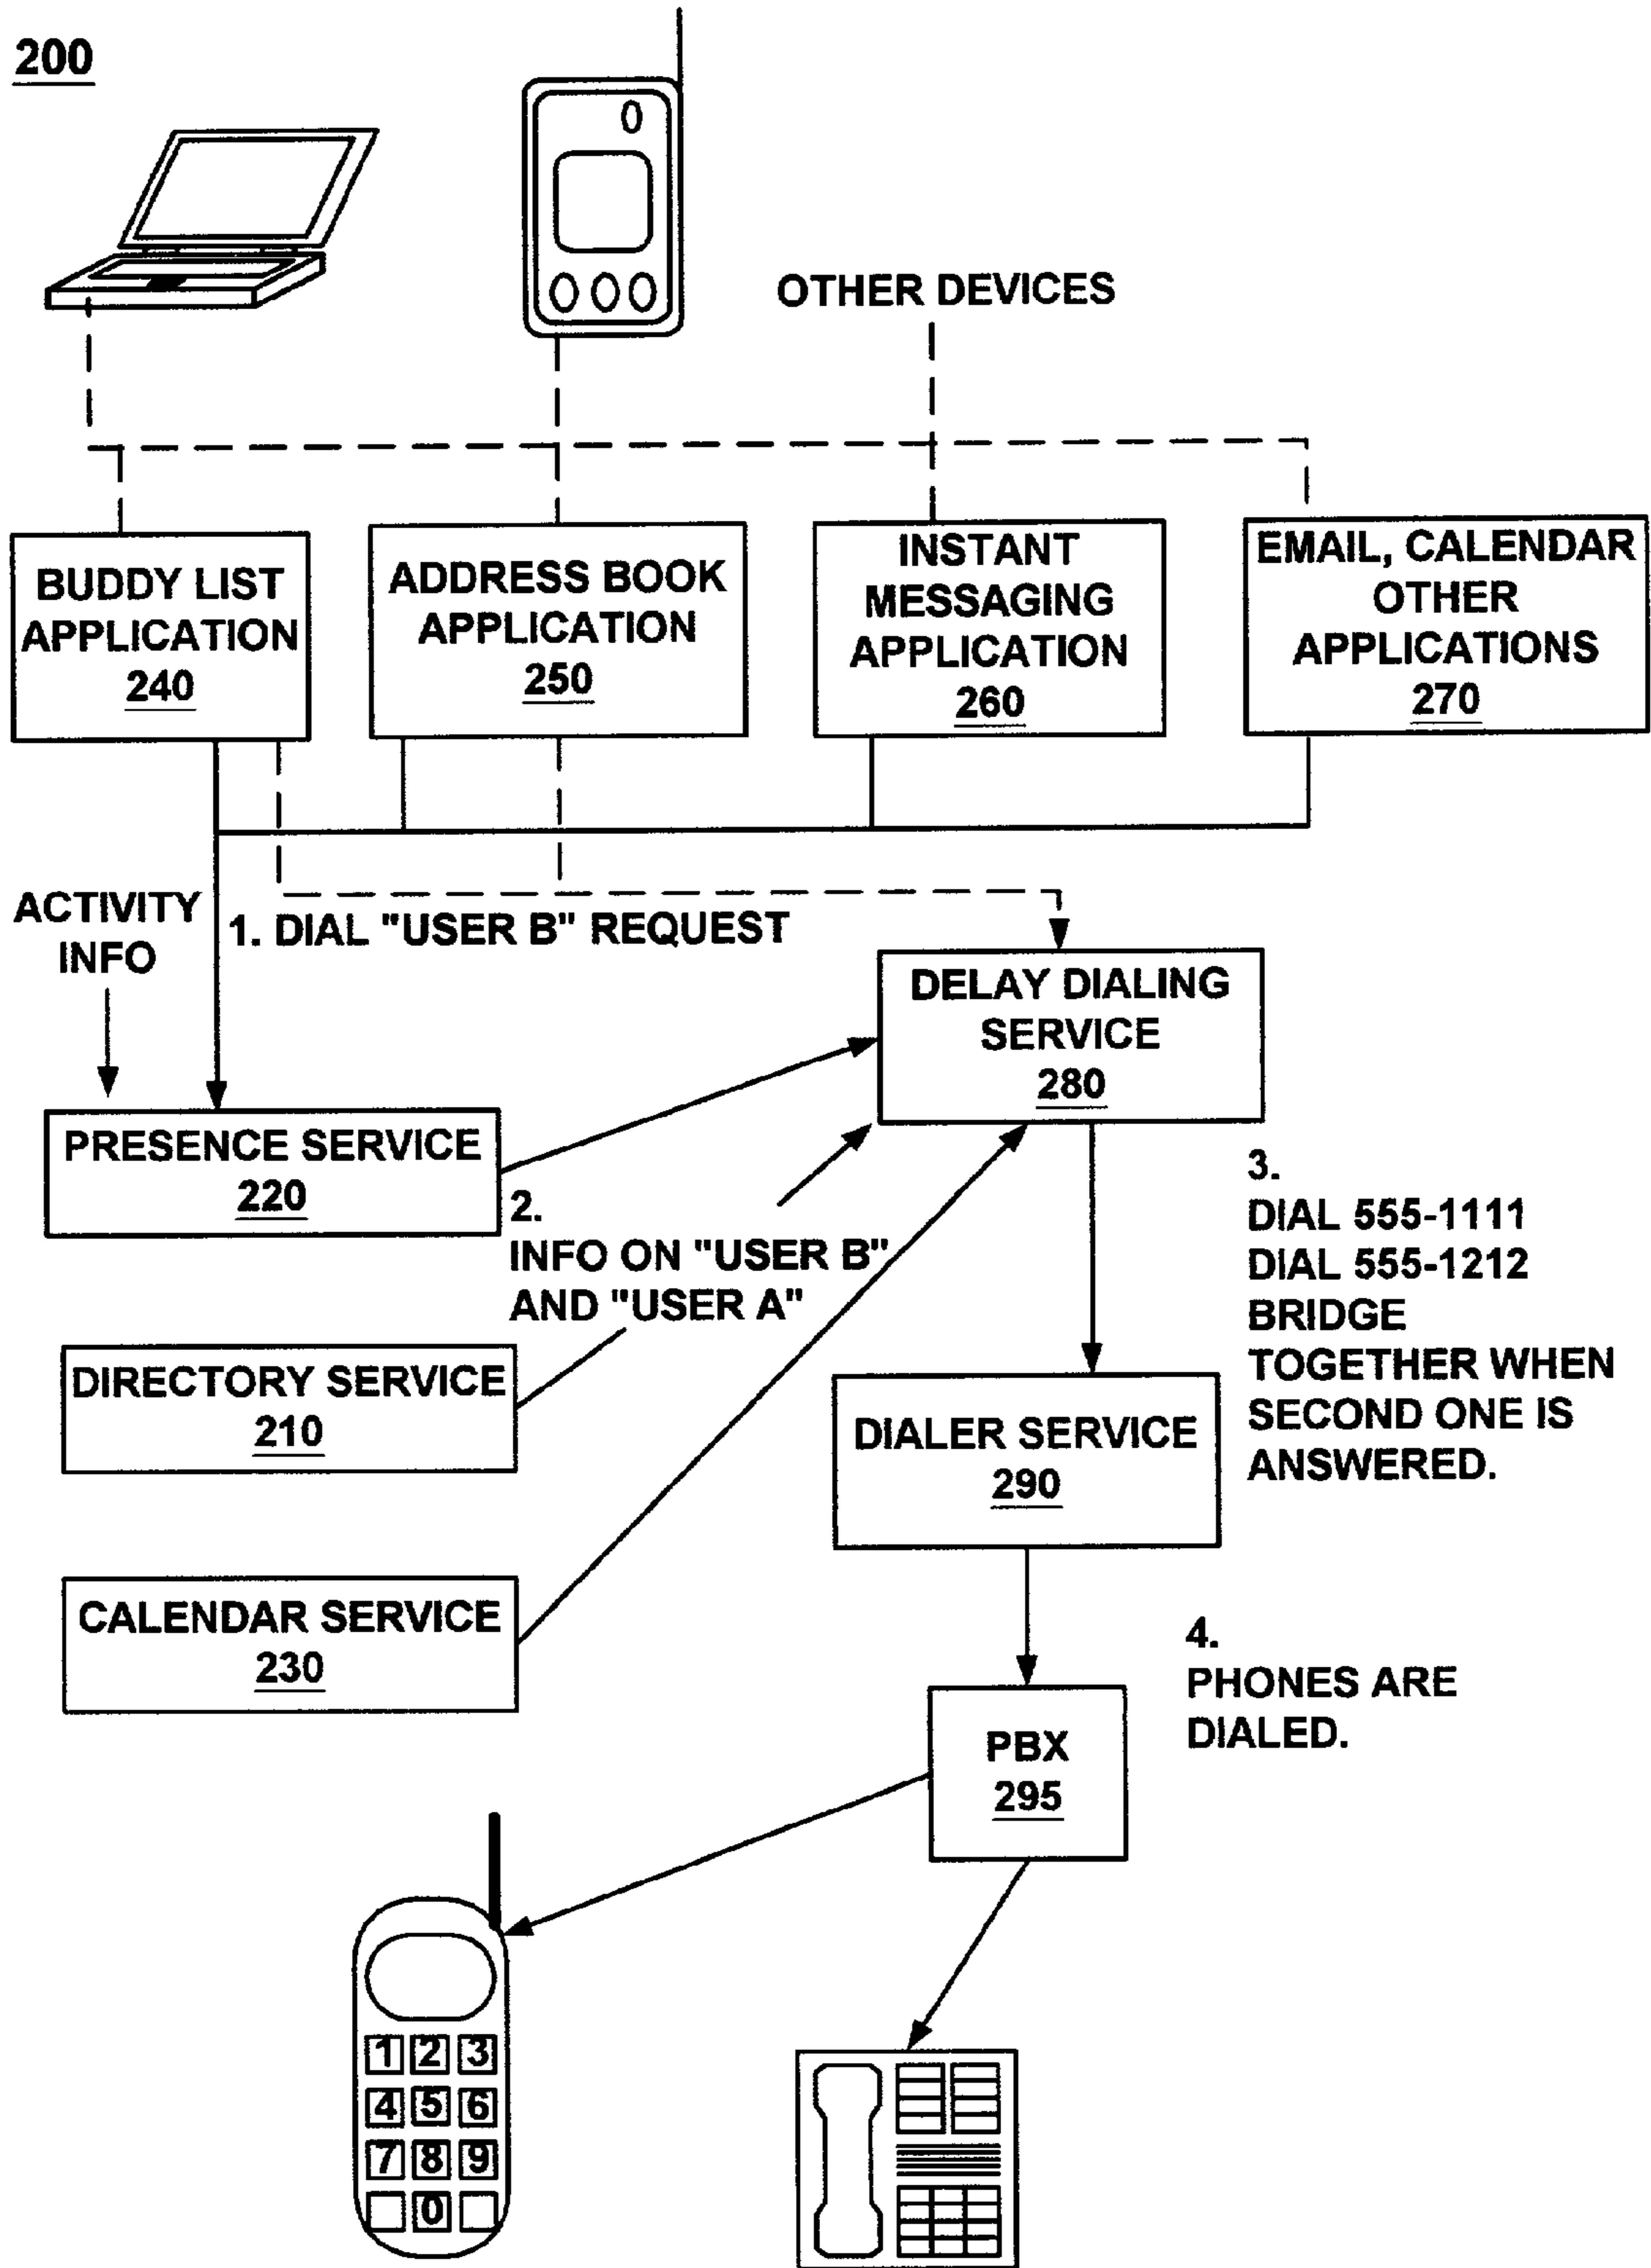 200
OTHER DEVICES
BUDDY LIST
APPLICATION
240
ADDRESS BOOK
APPLICATION
250
INSTANT
MESSAGING
APPLICATION
260
EMAIL, CALENDAR
OTHER
APPLICATIONS
270
ACTIVITY
INFO
1. DIAL "USER B" REQUEST
DELAY DIALING
SERVICE
280
PRESENCE SERVICE
220
2.
INFO ON "USER B"
AND "USER A"
3.
DIAL 555-1111
DIAL 555-1212
BRIDGE
TOGETHER WHEN
SECOND ONE IS
ANSWERED.
DIRECTORY SERVICE
210
DIALER SERVICE
290
CALENDAR SERVICE
230
4.
PHONES ARE
DIALED.
PBX
295
1 2 3
4 5 6
7 8 9
0